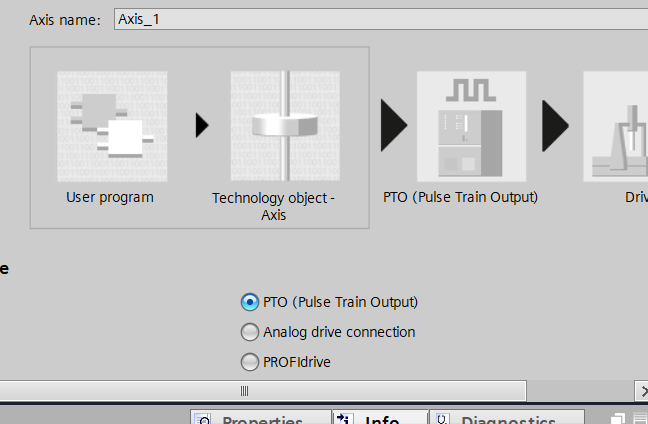 Axis name: Axis_1
User program
Technology object -
Axis
PTO (Pulse Train Output)
Driv
e
PTO (Pulse Train Output)
Analog drive connection
PROFIdrive
Properties Info Diagnostics